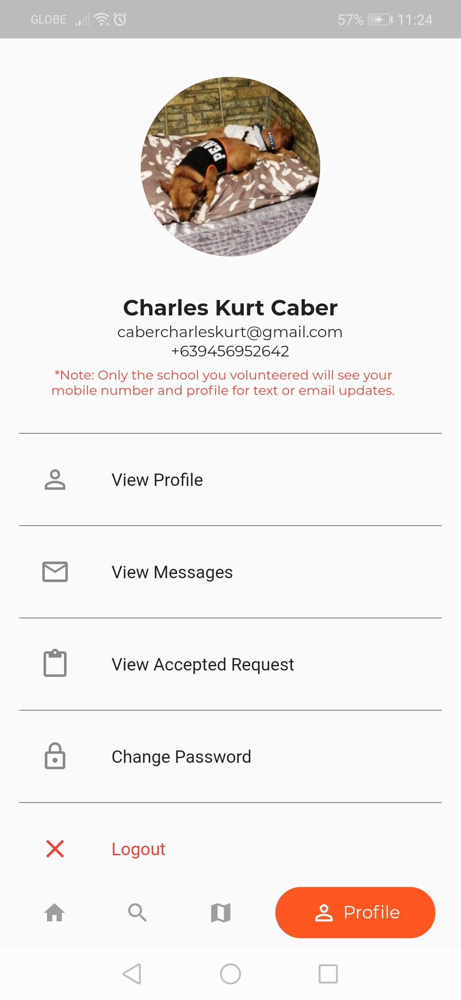 GLOBE 57% 11:24
PEA
Charles Kurt Caber
cabercharleskurt@gmail.com
+639456952642
*Note: Only the school you volunteered will see your
mobile number and profile for text or email updates.
View Profile
View Messages
View Accepted Request
Change Password
Logout
Profile